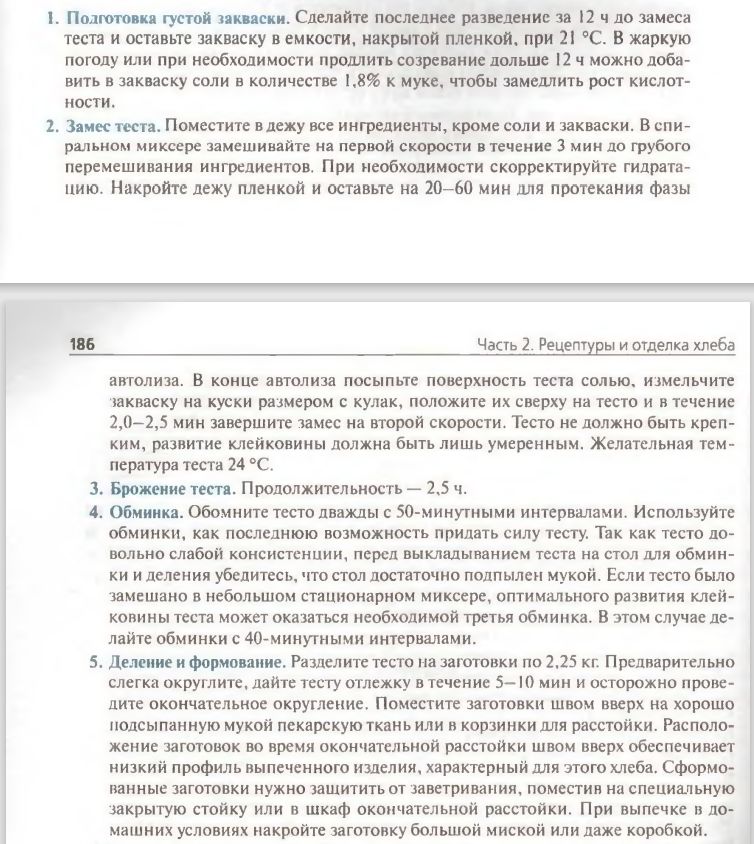 1. Подготовка густой закваски. Сделайте последнее разведение за 12 ч до замеса
теста и оставьте закваску в емкости, накрытой пленкой, при 21 °С. В жаркую
погоду или при необходимости продлить созревание дольше 12 ч можно доба-
вить в закваску соли в количестве 1,8% к муке, чтобы замедлить рост кислот-
ности.
2. Замес теста. Поместите в дежу все ингредиенты, кроме соли и закваски. В спи-
ральном миксере замешивайте на первой скорости в течение 3 мин до грубого
перемешивания ингредиентов. При необходимости скорректируйте гидрата-
цию. Накройте дежу пленкой и оставьте на 20—60 мин для протекания фазы
186 Часть 2. Рецептуры и отделка хлеба
автолиза. В конце автолиза посыпьте поверхность теста солью, измельчите
закваску на куски размером с кулак, положите их сверху на тесто и в течение
2,0—2,5 мин завершите замес на второй скорости. Тесто не должно быть креп-
ким, развитие клейковины должна быть лишь умеренным. Желательная тем-
пература теста 24 °С.
3. Брожение теста. Продолжительность — 2,5 ч.
4. Обминка. Обомните тесто дважды с 50-минутными интервалами. Используйте
обминки, как последнюю возможность придать силу тесту. Так как тесто до-
вольно слабой консистенции, перед выкладыванием теста на стол для обмин-
ки и деления убедитесь, что стол достаточно подпылен мукой. Если тесто было
замешано в небольшом стационарном миксере, оптимального развития клей-
ковины теста может оказаться необходимой третья обминка. В этом случае де-
лайте обминки с 40-минутными интервалами.
5. Деление и формование. Разделите тесто на заготовки по 2,25 кг. Предварительно
слегка округлите, дайте тесту отлежку в течение 5—10 мин и осторожно прове-
дите окончательное округление. Поместите заготовки швом вверх на хорошо
подсыпанную мукой пекарскую ткань или в корзинки для расстойки. Располо-
жение заготовок во время окончательной расстойки швом вверх обеспечивает
низкий профиль выпеченного изделия, характерный для этого хлеба. Сформо-
ванные заготовки нужно защитить от заветривания, поместив на специальную
закрытую стойку или в шкаф окончательной расстойки. При выпечке в до-
машних условиях накройте заготовку большой миской или даже коробкой.